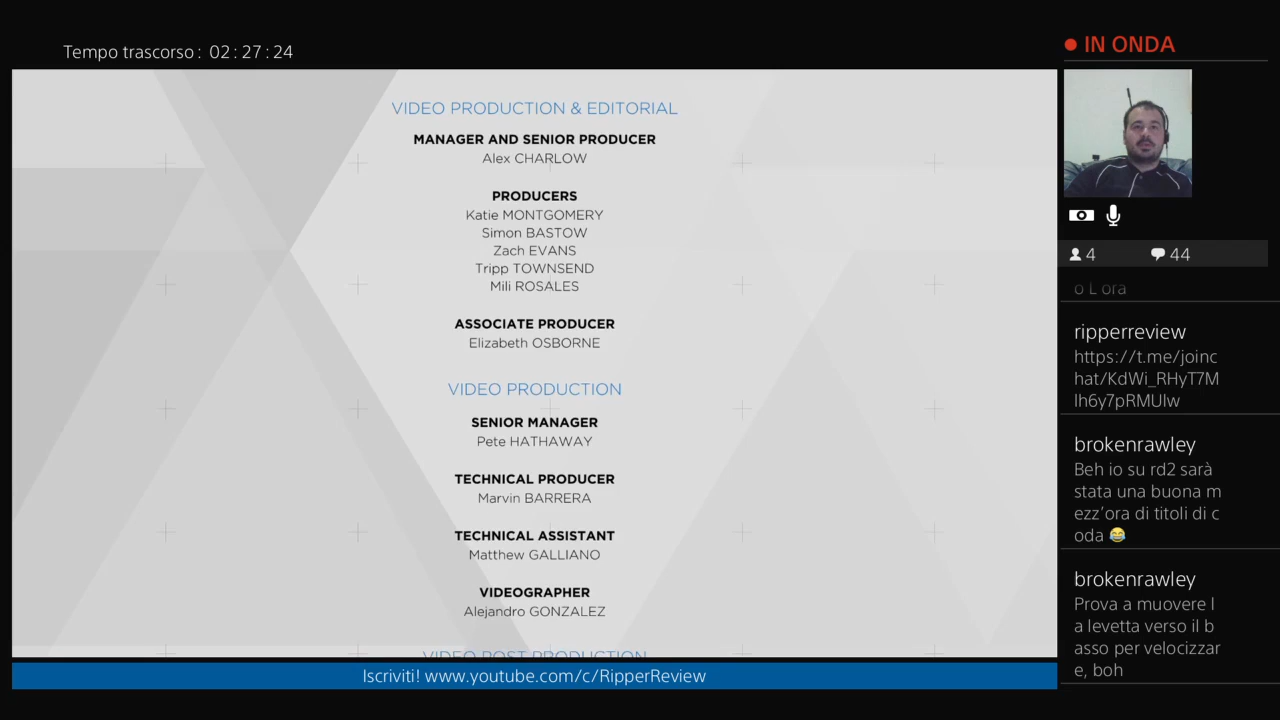 Tempo trascorso : 02 : 27 : 24
VIDEO PRODUCTION & EDITORIAL
MANAGER AND SENIOR PRODUCER
Alex CHARLOW
PRODUCERS
Katie MONTGOMERY
Simon BASTOW
Zach EVANS
Tripp TOWNSEND
Mili ROSALES
ASSOCIATE PRODUCER
Elizabeth OSBORNE
VIDEO PRODUCTION
SENIOR MANAGER
Pete HATHAWAY
TECHNICAL PRODUCER
Marvin BARRERA
TECHNICAL ASSISTANT
Matthew GALLIANO
VIDEOGRAPHER
Alejandro GONZALEZ
VIDEO POST PRODUCTION
Iscriviti! www.youtube.com/c/RipperReview
IN ONDA
4 44
o L ora
ripperreview
https://t.me/joinc
hat/KdWi_RHyT7M
lh6y7pRMUlw
brokenrawley
Beh io su rd2 sarà
stata una buona m
ezz’ora di titoli di c
oda 😂
brokenrawley
Prova a muovere l
a levetta verso il b
asso per velocizzar
e, boh